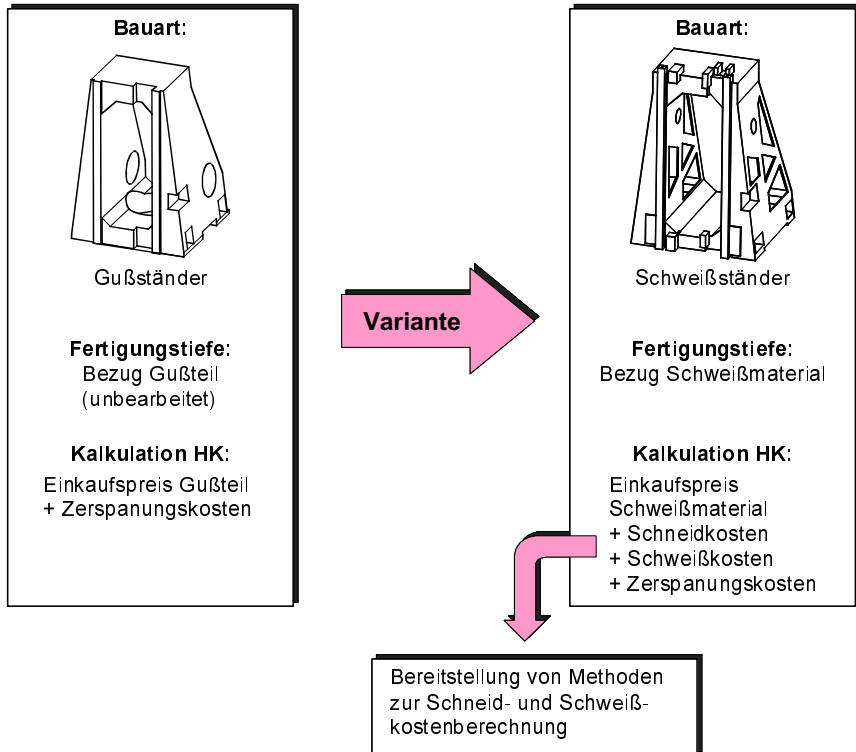 Bauart:
Gußständer
Fertigungstiefe:
Bezug Gußteil
(unbearbeitet)
Kalkulation HK:
Einkaufspreis Gußteil
+ Zerspanungskosten
Variante
Bauart:
Schweißständer
Fertigungstiefe:
Bezug Schweißmaterial
Kalkulation HK:
Einkaufspreis
Schweißmaterial
+ Schneidkosten
+ Schweißkosten
+ Zerspanungskosten
Bereitstellung von Methoden
zur Schneid- und Schweiß-
kostenberechnung